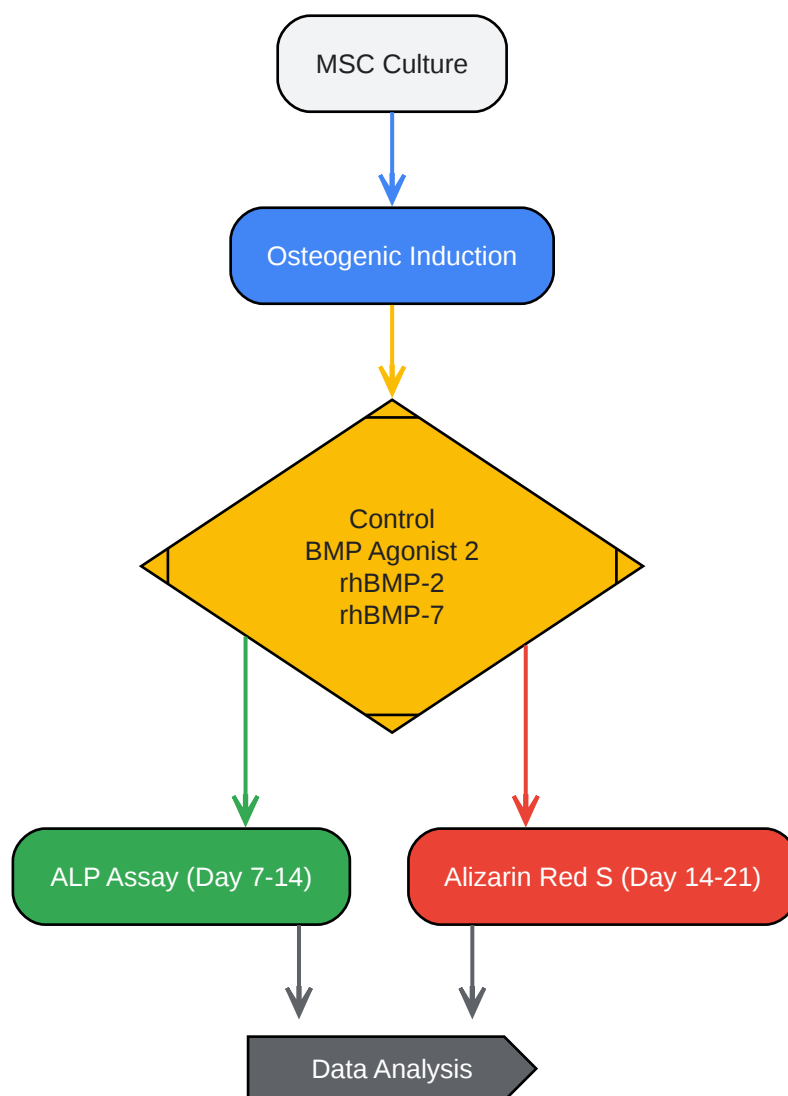 MSC Culture
Osteogenic Induction
Control
BMP Agonist 2
rhBMP-2
rhBMP-7
ALP Assay (Day 7-14)
Alizarin Red S (Day 14-21)
Data Analysis